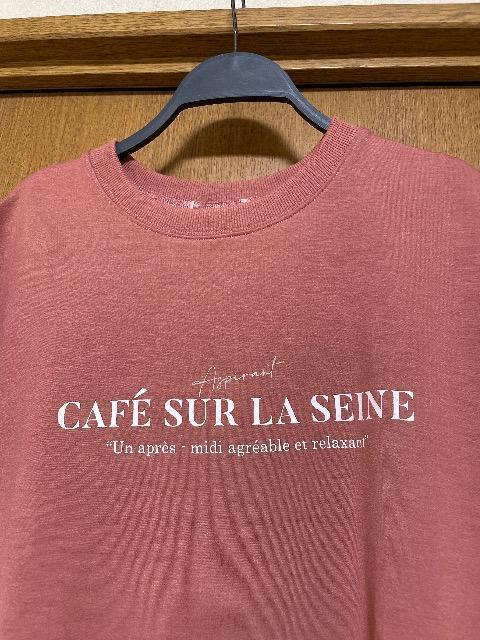 Aspirant
CAFÉ SUR LA SEINE
“Un après - midi agréable et relaxant”